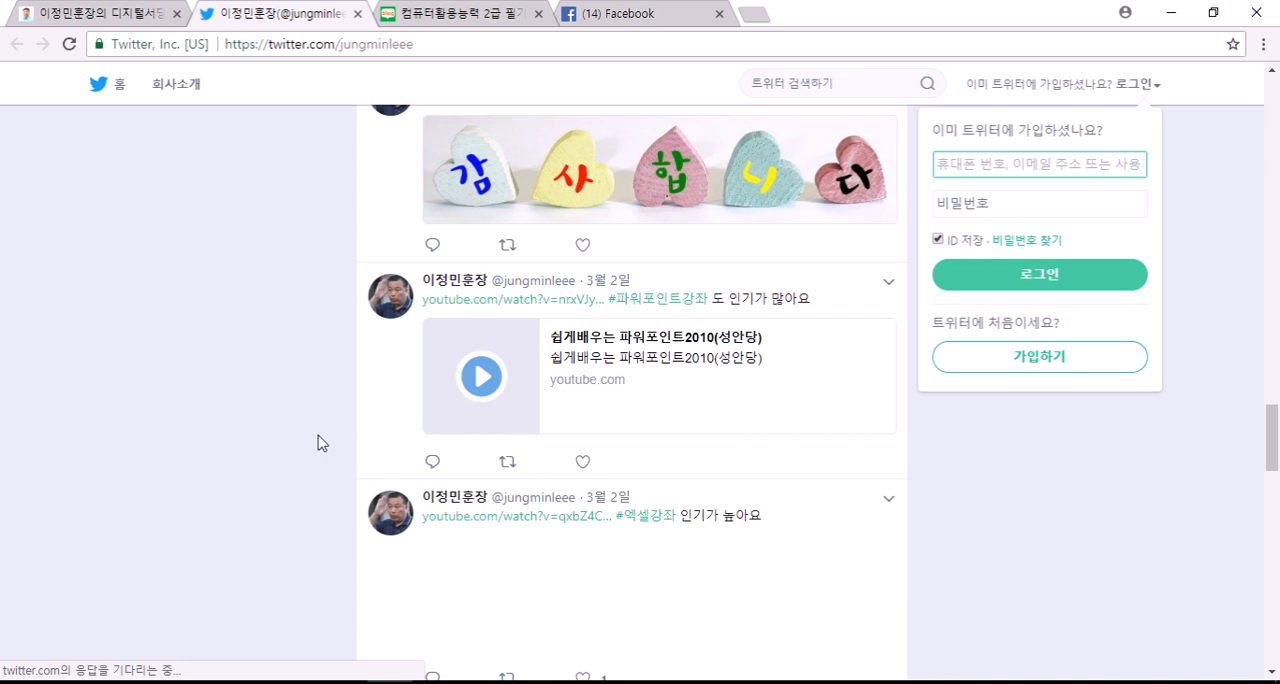 이정민훈장의 디지털서당
이정민훈장(@jungminlee
컴퓨터활용능력 2급 필기
(14) Facebook
Twitter, Inc. [US]
https://twitter.com/jungminleee
홈
회사소개
트위터 검색하기
이미 트위터에 가입하셨나요? 로그인
감사합니다
이정민훈장 @jungminleee · 3월 2일
youtube.com/watch?v=nrxVJy... #파워포인트강좌 도 인기가 많아요
쉽게배우는 파워포인트2010(성안당)
쉽게배우는 파워포인트2010(성안당)
youtube.com
이정민훈장 @jungminleee · 3월 2일
youtube.com/watch?v=qxbZ4C... #엑셀강좌 인기가 높아요
1
이미 트위터에 가입하셨나요?
휴대폰 번호, 이메일 주소 또는 사용
비밀번호
ID 저장 · 비밀번호 찾기
로그인
트위터에 처음이세요?
가입하기
twitter.com의 응답을 기다리는 중...